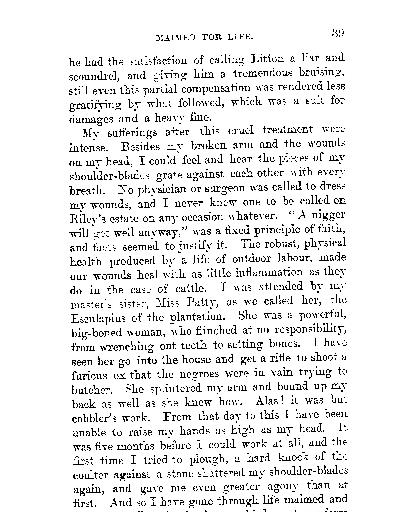 MAIMED FOR LIFE. 39
he had the satisfaction of calling Litton a liar and
scoundrel, and giving him a tremendous bruising,
still even this partial compensation was rendered less
gratifying by what followed, which was a suit for
damages and a heavy fine.
My sufferings after this cruel treatment were
intense. Besides my broken arm and the wounds
on my head, I could feel and hear the pieces of my
shoulder-blades grate against each other with every
breath. No physician or surgeon was called to dress
my wounds, and I never knew one to be called on
Riley's estate on any occasion whatever. "A nigger
will get well anyway," was a fixed principle of faith,
and facts seemed to justify it. The robust, physical
health produced by a life of outdoor labour, made
our wounds heal with as little inflammation as they
do in the case of cattle. I was attended by my
master's sister, Miss Patty, as we called her, the
Esculapius of the plantation. She was a powerful,
big-boned woman, who flinched at no responsibility,
from wrenching out teeth to setting bones. I have
seen her go into the house and get a rifle to shoot a
furious ox that the negroes were in vain trying to
butcher. She splintered my arm and bound up my
back as well as she knew how. Alas! it was but
cobbler's work. From that day to this I have been
unable to raise my hands as high as my head. It
was five months before I could work at all, and the
first time I tried to plough, a hard knock of the
coulter against a stone shattered my shoulder-blades
again, and gave me even greater agony than at
first. And so I have gone through life maimed and